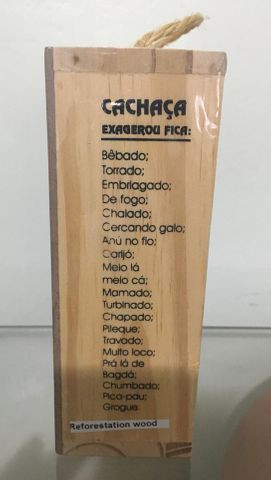 CACHAÇA
EXAGEROU FICA:
Bêbado;
Torrado;
Embriagado;
De fogo;
Chalado;
Cercando galo;
Anú no fio;
Carijó;
Meio lá
meio cá;
Mamado;
Turbinado;
Chapado;
Pileque;
Travado;
Muito loco;
Prá lá de
Bagdá;
Chumbado;
Pica-pau;
Grogue.
Reforestation wood